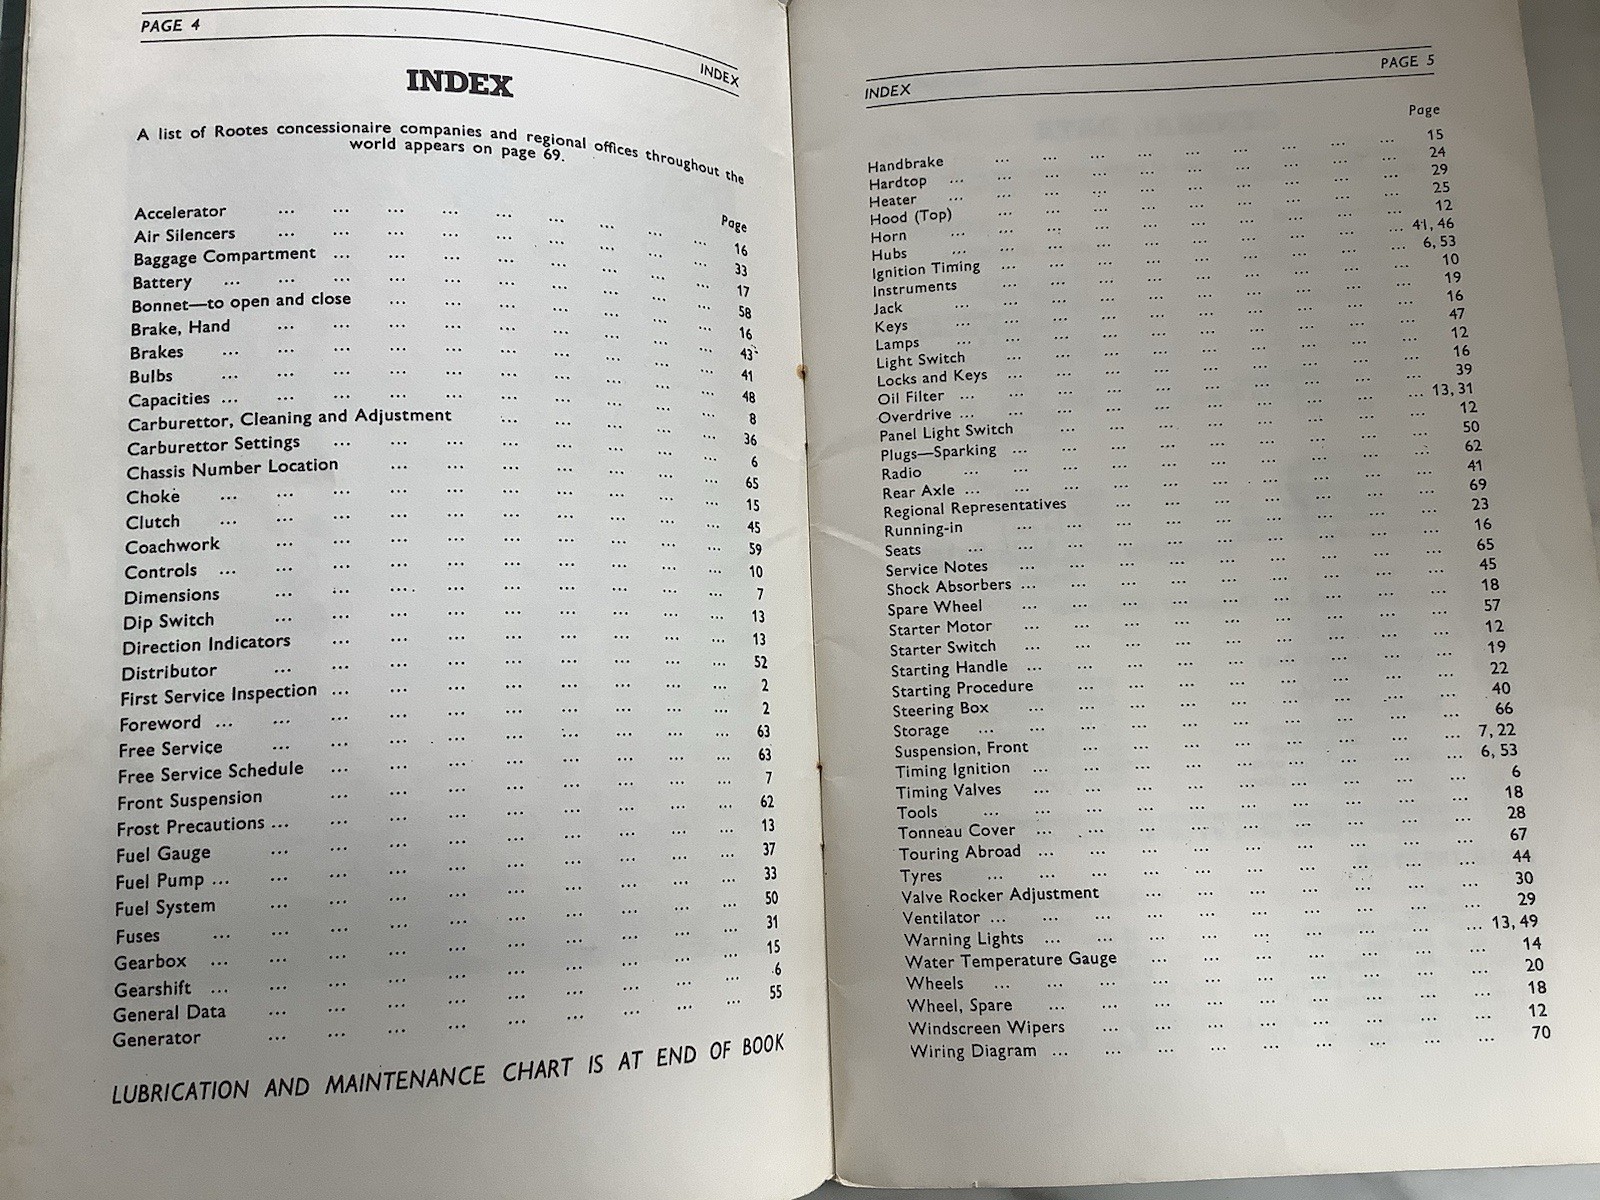 PAGE 4
INDEX
INDEX
A list of Rootes concessionaire companies and regional offices throughout the
world appears on page 69.
Page
Accelerator ... 16
Air Silencers ... 33
Baggage Compartment ... 17
Battery ... 58
Bonnet—to open and close ... 16
Brake, Hand ... 43
Brakes ... 41
Bulbs ... 48
Capacities ... 8
Carburettor, Cleaning and Adjustment ... 36
Carburettor Settings ... 6
Chassis Number Location ... 65
Choke ... 15
Clutch ... 45
Coachwork ... 59
Controls ... 10
Dimensions ... 7
Dip Switch ... 13
Direction Indicators ... 13
Distributor ... 52
First Service Inspection ... 2
Foreword ... 2
Free Service ... 63
Free Service Schedule ... 63
Front Suspension ... 7
Frost Precautions ... 62
Fuel Gauge ... 13
Fuel Pump ... 37
Fuel System ... 33
Fuses ... 50
Gearbox ... 31
Gearshift ... 15
General Data ... 6
Generator ... 55
LUBRICATION AND MAINTENANCE CHART IS AT END OF BOOK
INDEX
PAGE 5
Page
Handbrake ... 15
Hardtop ... 24
Heater ... 29
Hood (Top) ... 25
Horn ... 12
Hubs ... 41, 46
Ignition Timing ... 6, 53
Instruments ... 10
Jack ... 19
Keys ... 16
Lamps ... 47
Light Switch ... 12
Locks and Keys ... 16
Oil Filter ... 39
Overdrive ... 13, 31
Panel Light Switch ... 12
Plugs—Sparking ... 50
Radio ... 62
Rear Axle ... 41
Regional Representatives ... 69
Running-in ... 23
Seats ... 16
Service Notes ... 65
Shock Absorbers ... 45
Spare Wheel ... 18
Starter Motor ... 57
Starter Switch ... 12
Starting Handle ... 19
Starting Procedure ... 22
Steering Box ... 40
Storage ... 66
Suspension, Front ... 7, 22
Timing Ignition ... 6, 53
Timing Valves ... 6
Tools ... 18
Tonneau Cover ... 28
Touring Abroad ... 67
Tyres ... 44
Valve Rocker Adjustment ... 30
Ventilator ... 29
Warning Lights ... 13, 49
Water Temperature Gauge ... 14
Wheels ... 20
Wheel, Spare ... 18
Windscreen Wipers ... 12
Wiring Diagram ... 70